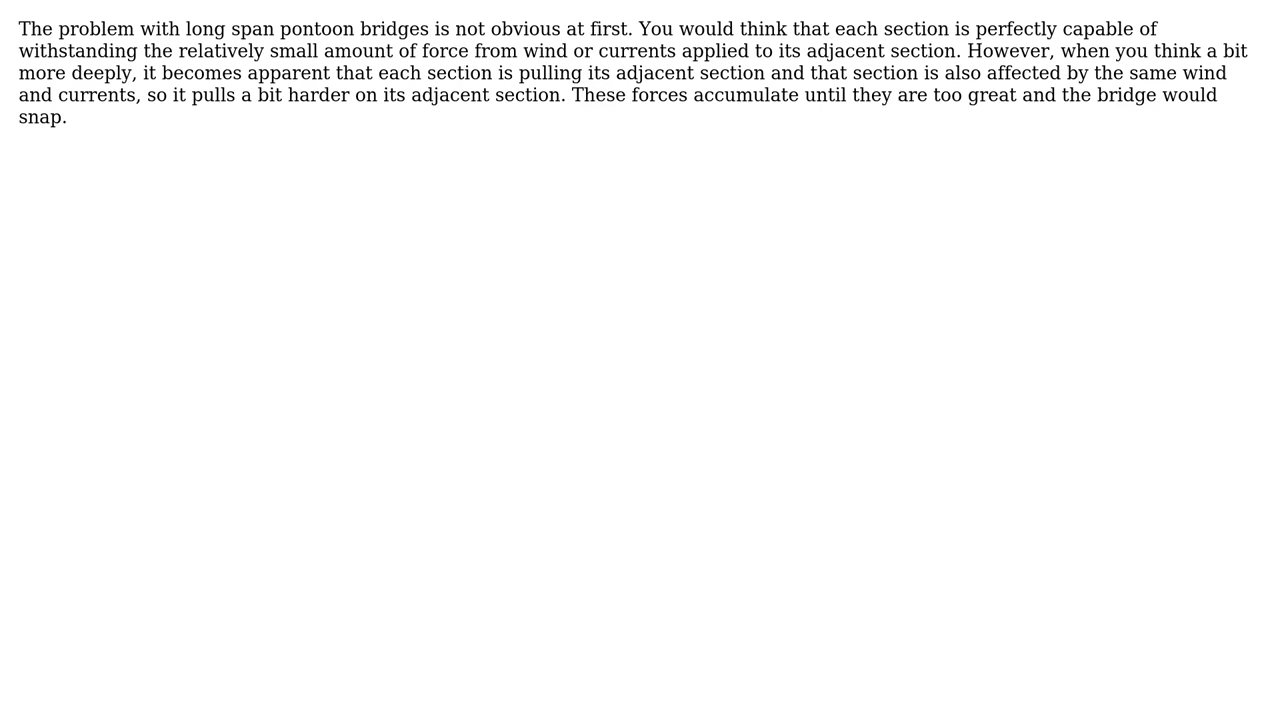 The problem with long span pontoon bridges is not obvious at first. You would think that each section is perfectly capable of
withstanding the relatively small amount of force from wind or currents applied to its adjacent section. However, when you think a bit
more deeply, it becomes apparent that each section is pulling its adjacent section and that section is also affected by the same wind
and currents, so it pulls a bit harder on its adjacent section. These forces accumulate until they are too great and the bridge would
snap.